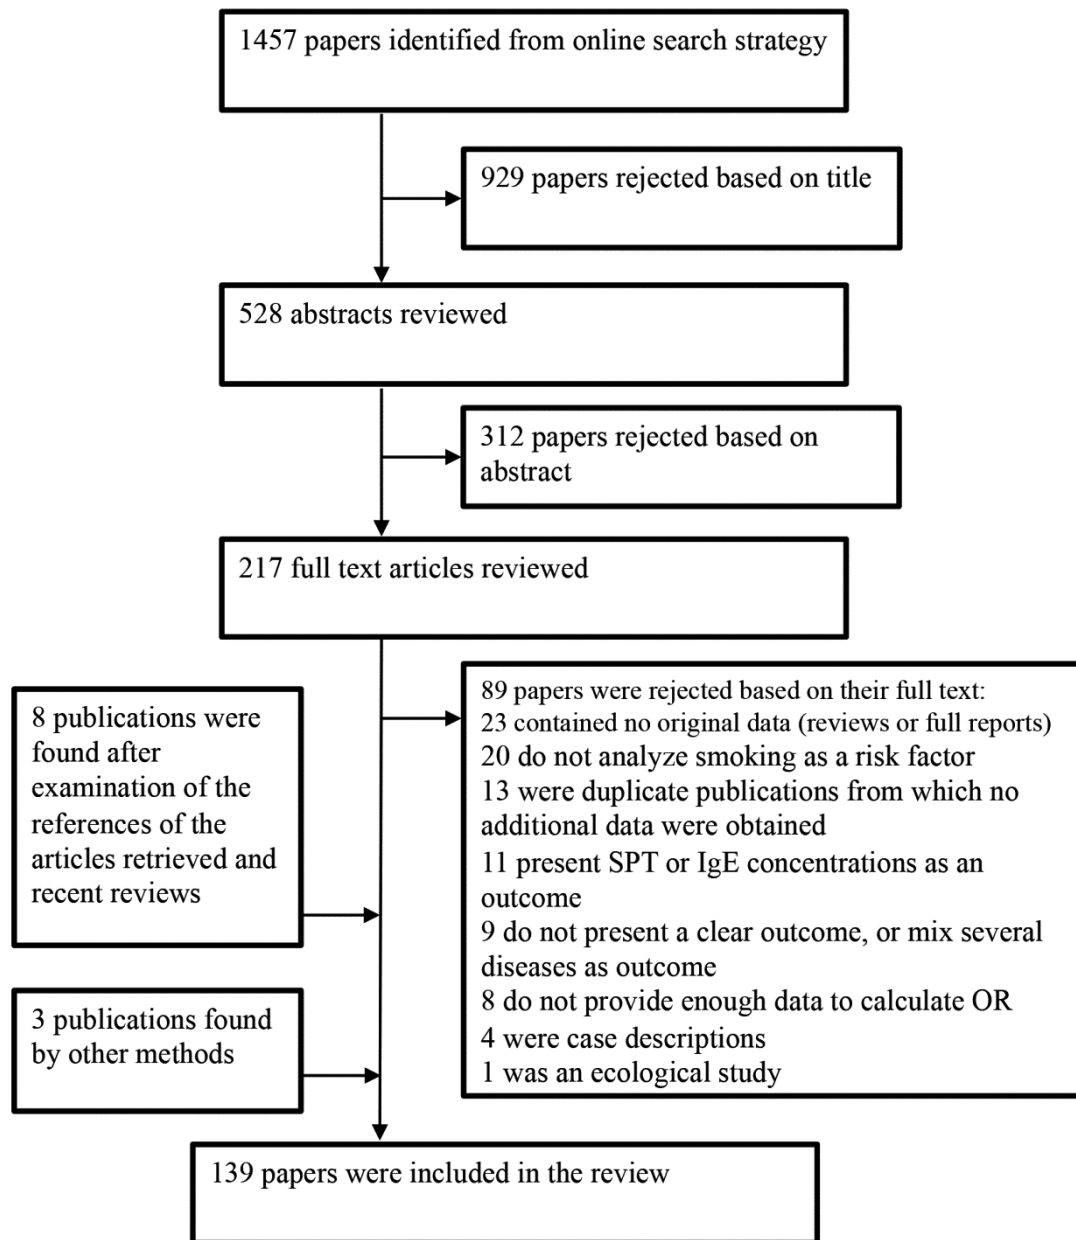 1457 papers identified from online search strategy
929 papers rejected based on title
528 abstracts reviewed
312 papers rejected based on
abstract
217 full text articles reviewed
8 publications were
found after
examination of the
references of the
articles retrieved and
recent reviews
89 papers were rejected based on their full text:
23 contained no original data (reviews or full reports)
20 do not analyze smoking as a risk factor
13 were duplicate publications from which no
additional data were obtained
11 present SPT or IgE concentrations as an
outcome
9 do not present a clear outcome, or mix several
diseases as outcome
8 do not provide enough data to calculate OR
4 were case descriptions
1 was an ecological study
3 publications found
by other methods
139 papers were included in the review